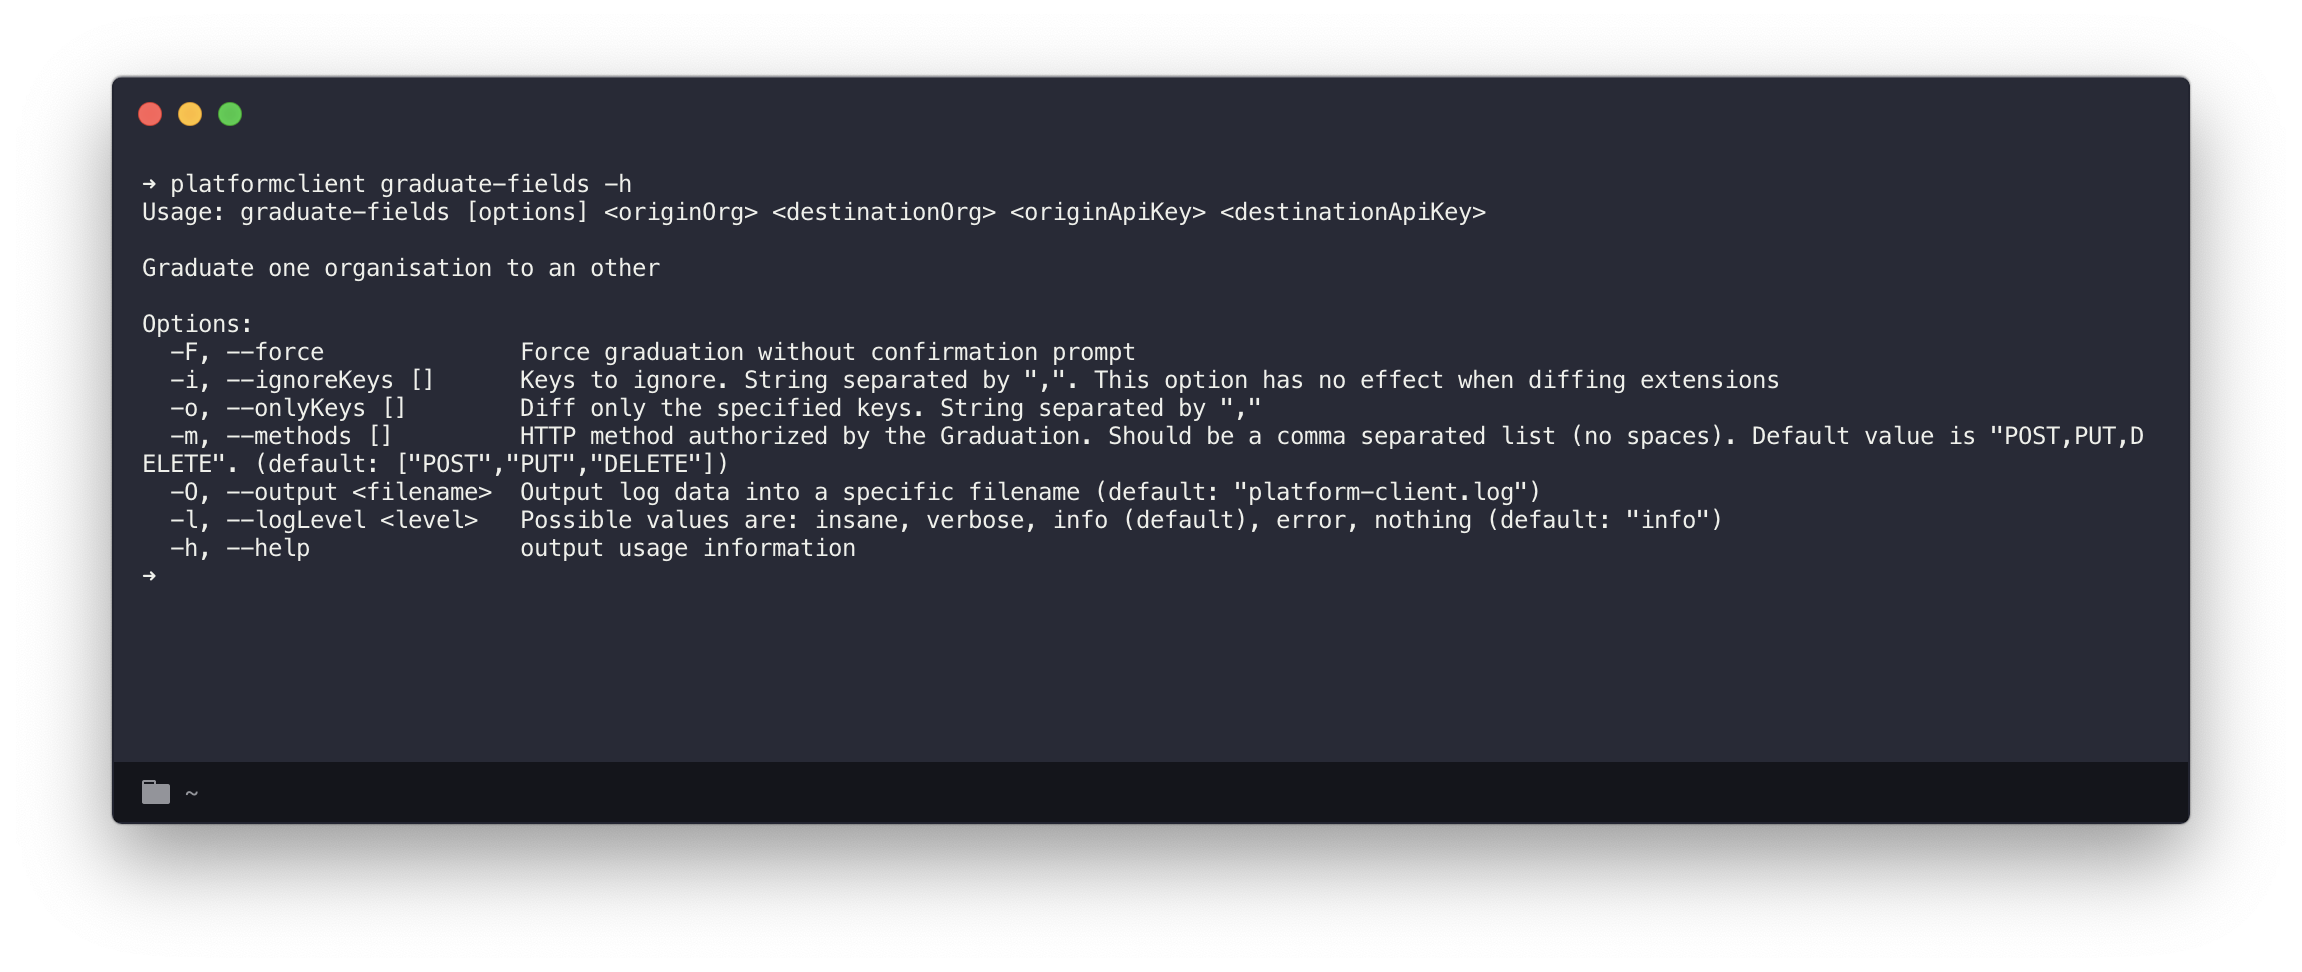 ➜ platformclient graduate-fields -h
Usage: graduate-fields [options] <originOrg> <destinationOrg> <originApiKey> <destinationApiKey>

Graduate one organisation to an other

Options:
  -F, --force              Force graduation without confirmation prompt
  -i, --ignoreKeys []      Keys to ignore. String separated by ",". This option has no effect when diffing extensions
  -o, --onlyKeys []        Diff only the specified keys. String separated by ","
  -m, --methods []         HTTP method authorized by the Graduation. Should be a comma separated list (no spaces). Default value is "POST,PUT,D
ELETE". (default: ["POST","PUT","DELETE"])
  -O, --output <filename>  Output log data into a specific filename (default: "platform-client.log")
  -l, --logLevel <level>   Possible values are: insane, verbose, info (default), error, nothing (default: "info")
  -h, --help               output usage information
➜
~